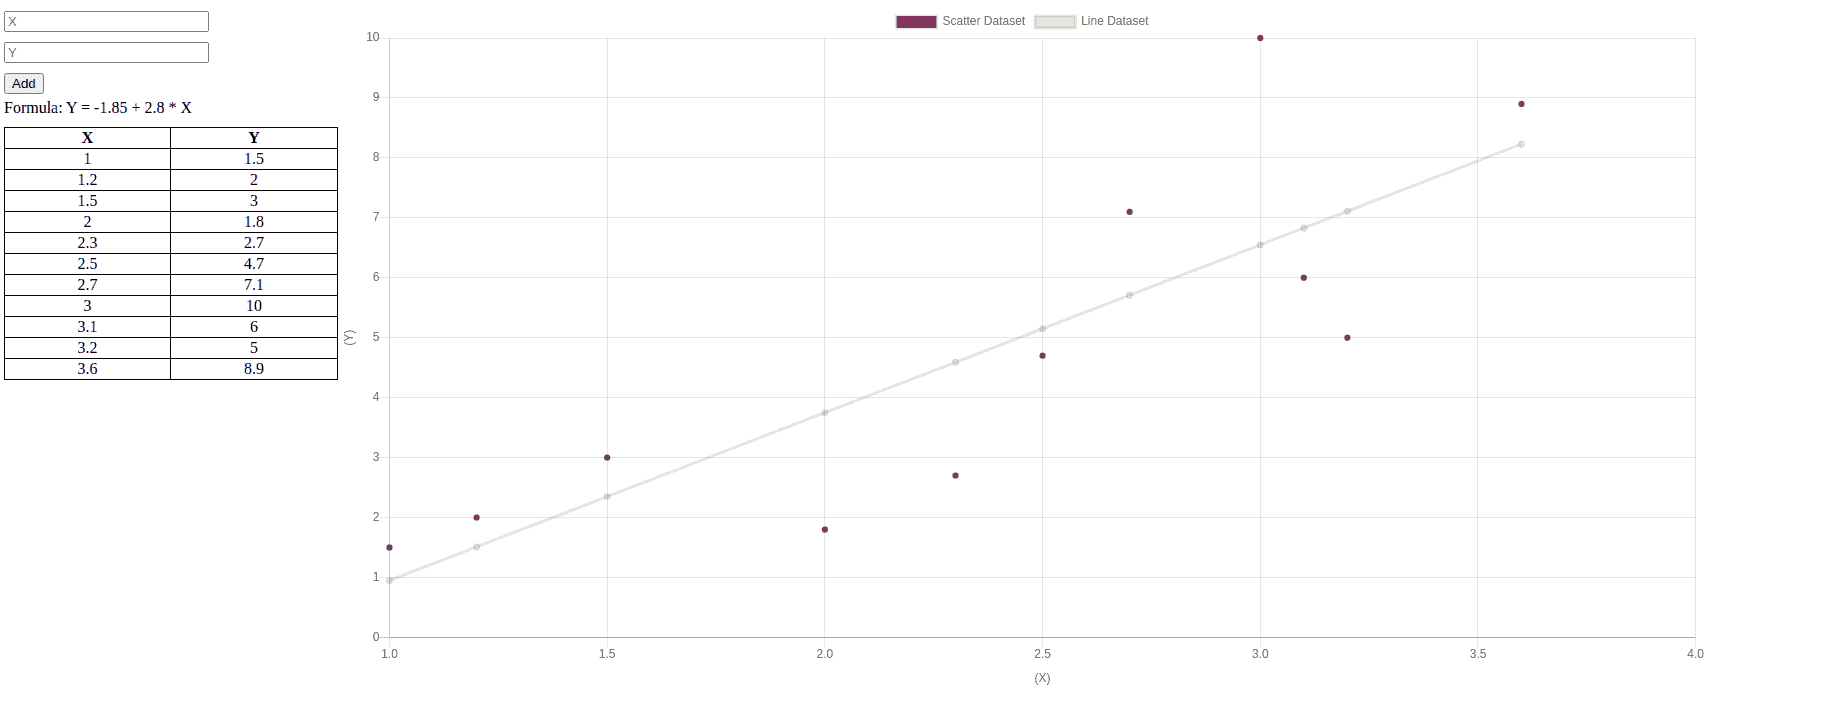 X
Y
Add
Formula: Y = -1.85 + 2.8 * X
X Y
1 1.5
1.2 2
1.5 3
2 1.8
2.3 2.7
2.5 4.7
2.7 7.1
3 10
3.1 6
3.2 5
3.6 8.9
Scatter Dataset Line Dataset
10
9
8
7
6
5
4
3
2
1
0
(Y)
1.0 1.5 2.0 2.5 3.0 3.5 4.0
(X)